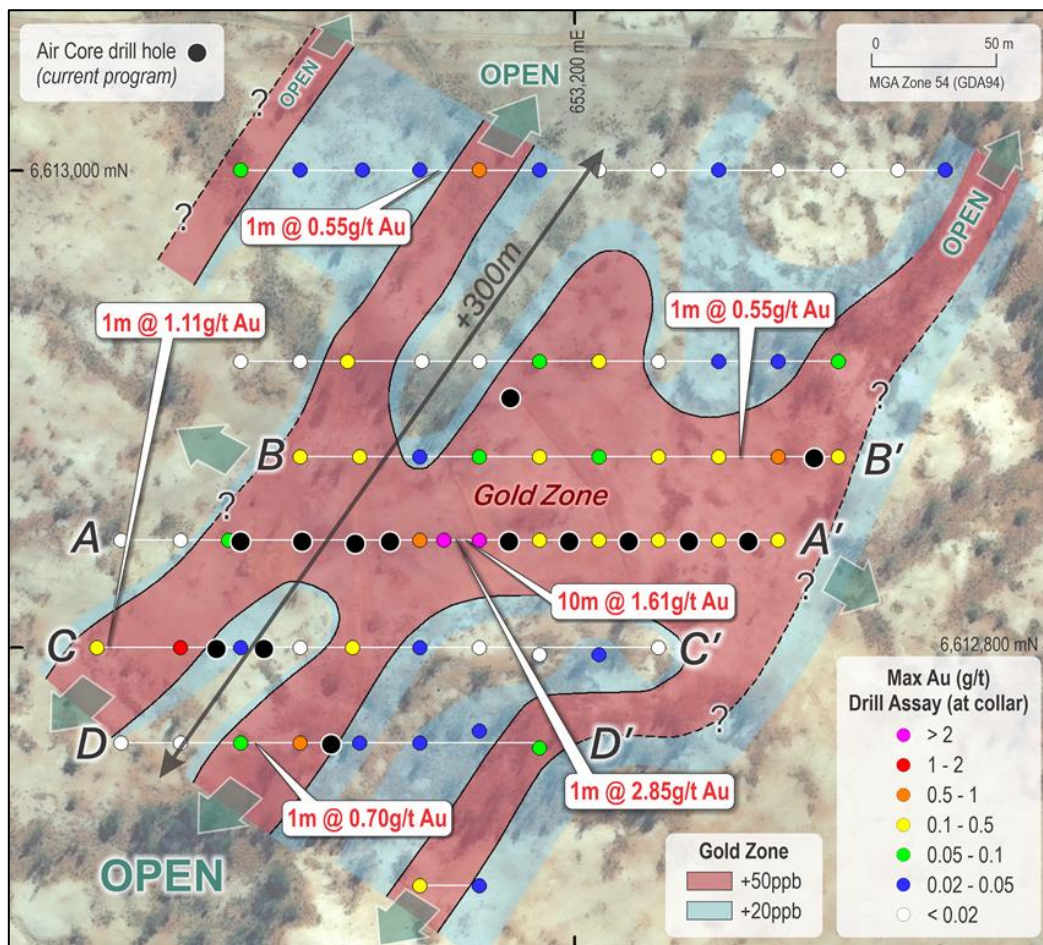 Air Core drill hole
(current program)
OPEN
OPEN
653,200 mE
0 50 m
MGA Zone 54 (GDA94)
?
6,613,000 mN
?
OPEN
1m @ 0.55g/t Au
+300m
1m @ 1.11g/t Au
1m @ 0.55g/t Au
?
B
B'
Gold Zone
?
A
A'
?
10m @ 1.61g/t Au
C
C'
6,612,800 mN
D
D'
?
1m @ 2.85g/t Au
1m @ 0.70g/t Au
OPEN
Gold Zone
+50ppb
+20ppb
Max Au (g/t)
Drill Assay (at collar)
> 2
1 - 2
0.5 - 1
0.1 - 0.5
0.05 - 0.1
0.02 - 0.05
< 0.02